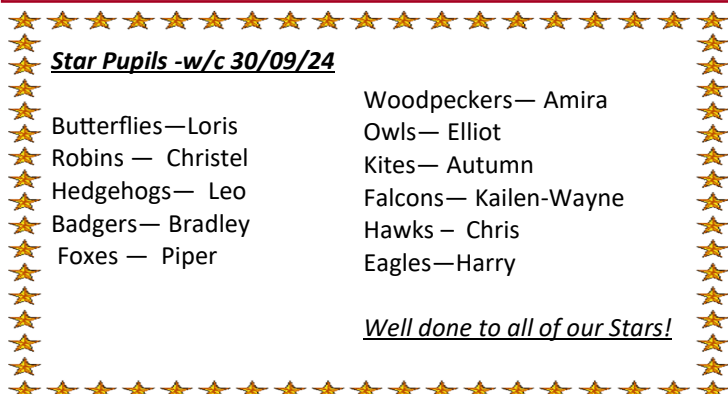 Star Pupils -w/c 30/09/24
Butterflies—Loris
Robins — Christel
Hedgehogs— Leo
Badgers— Bradley
Foxes — Piper
Woodpeckers— Amira
Owls— Elliot
Kites— Autumn
Falcons— Kailen-Wayne
Hawks – Chris
Eagles—Harry
Well done to all of our Stars!